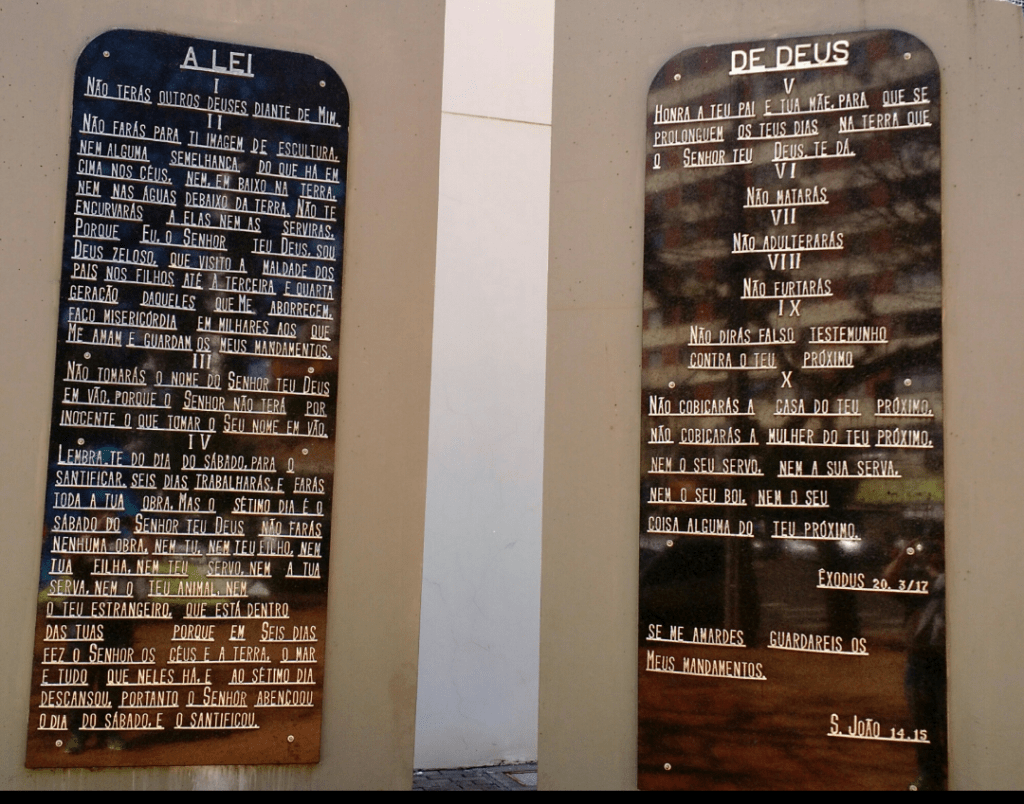 A LEI
I
NÃO TERÁS OUTROS DEUSES DIANTE DE MIM.
II
NÃO FARÁS PARA TI IMAGEM DE ESCULTURA,
NEM ALGUMA SEMELHANÇA, DO QUE HÁ EM
CIMA NOS CÉUS, NEM, EM BAIXO NA TERRA,
NEM NAS ÁGUAS DEBAIXO DA TERRA, NÃO TE
ENCURVARÁS A ELAS NEM AS SERVIRAS,
PORQUE EU, O SENHOR TEU DEUS, SOU
DEUS ZELOSO, QUE VISITO A MALDADE DOS
PAIS NOS FILHOS ATÉ A TERCEIRA E QUARTA
GERAÇÃO DAQUELES QUE ME ABORRECEM,
FAÇO MISERICÓRDIA EM MILHARES AOS QUE
ME AMAM E GUARDAM OS MEUS MANDAMENTOS.
III
NÃO TOMARÁS O NOME DO SENHOR TEU DEUS
EM VÃO, PORQUE O SENHOR NÃO TERÁ POR
INOCENTE O QUE TOMAR O SEU NOME EM VÃO.
IV
LEMBRA-TE DO DIA DO SÁBADO, PARA O
SANTIFICAR, SEIS DIAS TRABALHARÁS, E FARÁS
TODA A TUA OBRA, MAS O SÉTIMO DIA É O
SÁBADO DO SENHOR TEU DEUS NÃO FARÁS
NENHUMA OBRA, NEM TU, NEM TEU FILHO, NEM
TUA FILHA, NEM TEU SERVO, NEM A TUA
SERVA, NEM O TEU ANIMAL, NEM
O TEU ESTRANGEIRO, QUE ESTÁ DENTRO
DAS TUAS PORQUE EM SEIS DIAS
FEZ O SENHOR OS CÉUS E A TERRA, O MAR
E TUDO QUE NELES HÁ, E AO SÉTIMO DIA
DESCANSOU, PORTANTO O SENHOR ABENÇOOU
O DIA DO SÁBADO, E O SANTIFICOU.
DE DEUS
V
HONRA A TEU PAI E TUA MÃE, PARA QUE SE
PROLONGUEM OS TEUS DIAS NA TERRA QUE
O SENHOR TEU DEUS, TE DÁ.
VI
NÃO MATARÁS
VII
NÃO ADULTERARÁS
VIII
NÃO FURTARÁS
IX
NÃO DIRÁS FALSO TESTEMUNHO
CONTRA O TEU PRÓXIMO
X
NÃO COBIÇARÁS A CASA DO TEU PRÓXIMO,
NÃO COBIÇARÁS A MULHER DO TEU PRÓXIMO,
NEM O SEU SERVO, NEM A SUA SERVA,
NEM O SEU BOI, NEM O SEU
COISA ALGUMA DO TEU PRÓXIMO.
ÊXODUS 20. 3/17
SE ME AMARDES GUARDAREIS OS
MEUS MANDAMENTOS.
S. JOÃO 14.15